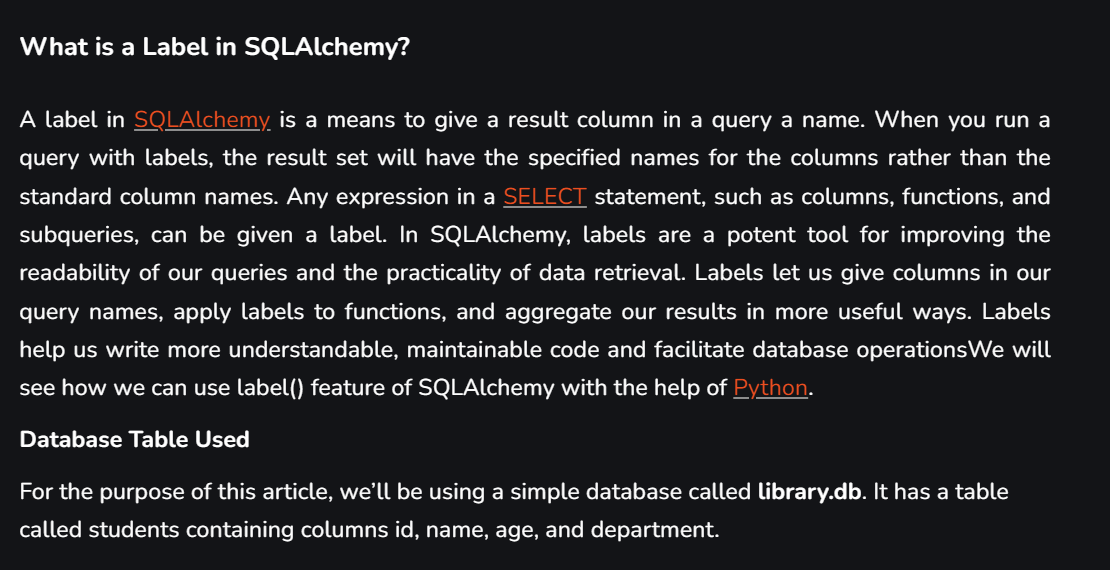 What is a Label in SQLAlchemy?
A label in SQLAlchemy is a means to give a result column in a query a name. When you run a
query with labels, the result set will have the specified names for the columns rather than the
standard column names. Any expression in a SELECT statement, such as columns, functions, and
subqueries, can be given a label. In SQLAlchemy, labels are a potent tool for improving the
readability of our queries and the practicality of data retrieval. Labels let us give columns in our
query names, apply labels to functions, and aggregate our results in more useful ways. Labels
help us write more understandable, maintainable code and facilitate database operationsWe will
see how we can use label() feature of SQLAlchemy with the help of Python.
Database Table Used
For the purpose of this article, we’ll be using a simple database called library.db. It has a table
called students containing columns id, name, age, and department.